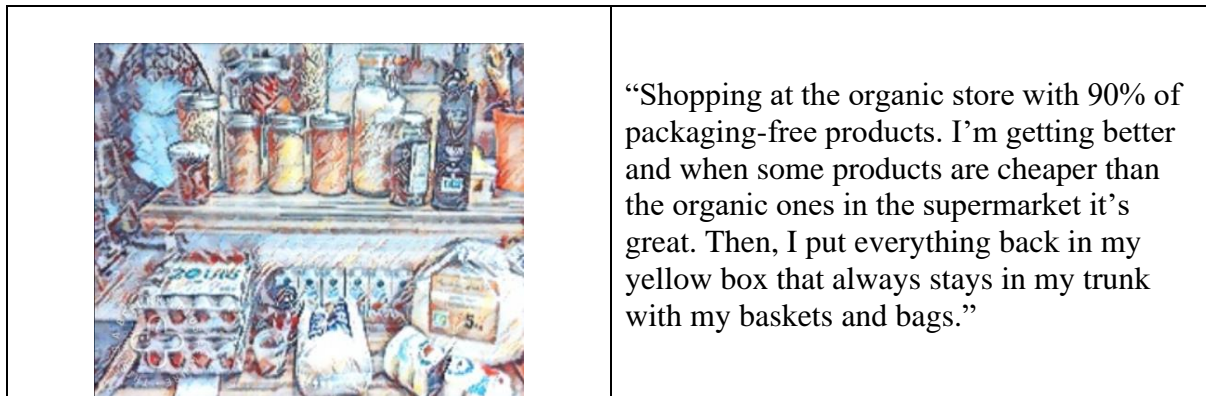 “Shopping at the organic store with 90% of
packaging-free products. I’m getting better
and when some products are cheaper than
the organic ones in the supermarket it’s
great. Then, I put everything back in my
yellow box that always stays in my trunk
with my baskets and bags.”